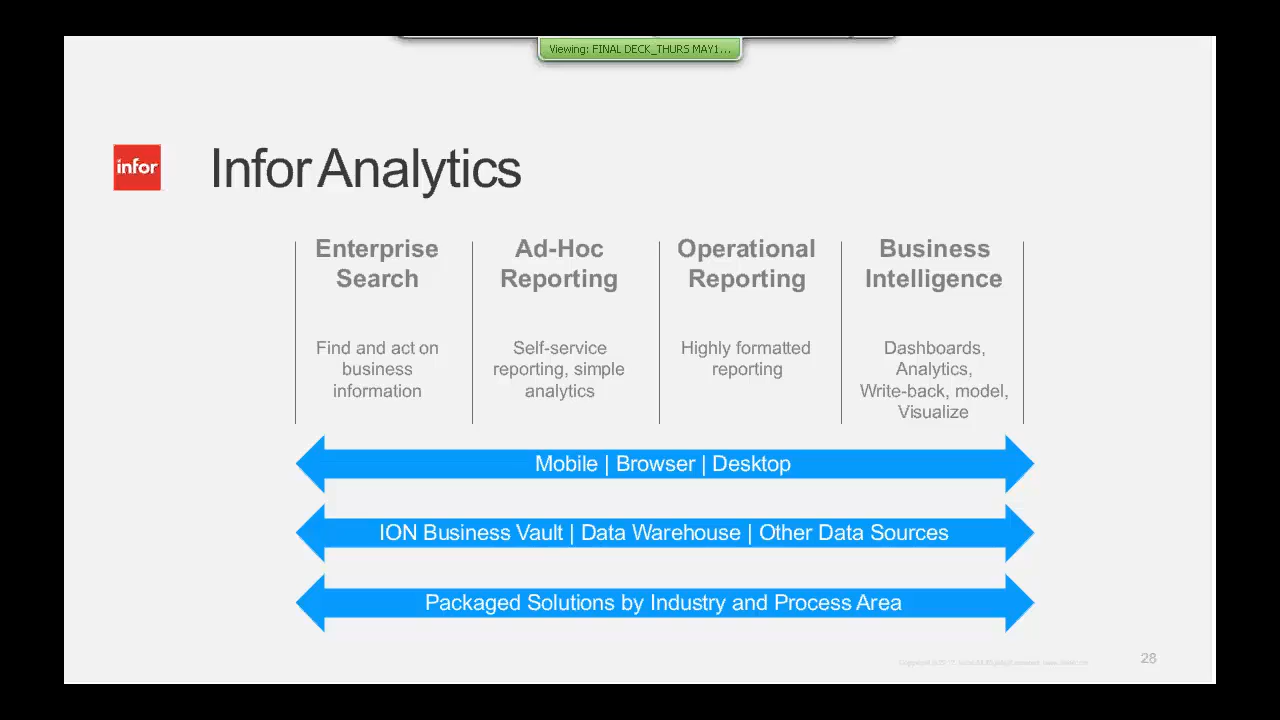 Viewing: FINAL DECK_THURS MAY1...
infor
Infor Analytics
Enterprise
Search
Ad-Hoc
Reporting
Operational
Reporting
Business
Intelligence
Find and act on
business
information
Self-service
reporting, simple
analytics
Highly formatted
reporting
Dashboards,
Analytics,
Write-back, model,
Visualize
Mobile | Browser | Desktop
ION Business Vault | Data Warehouse | Other Data Sources
Packaged Solutions by Industry and Process Area
28